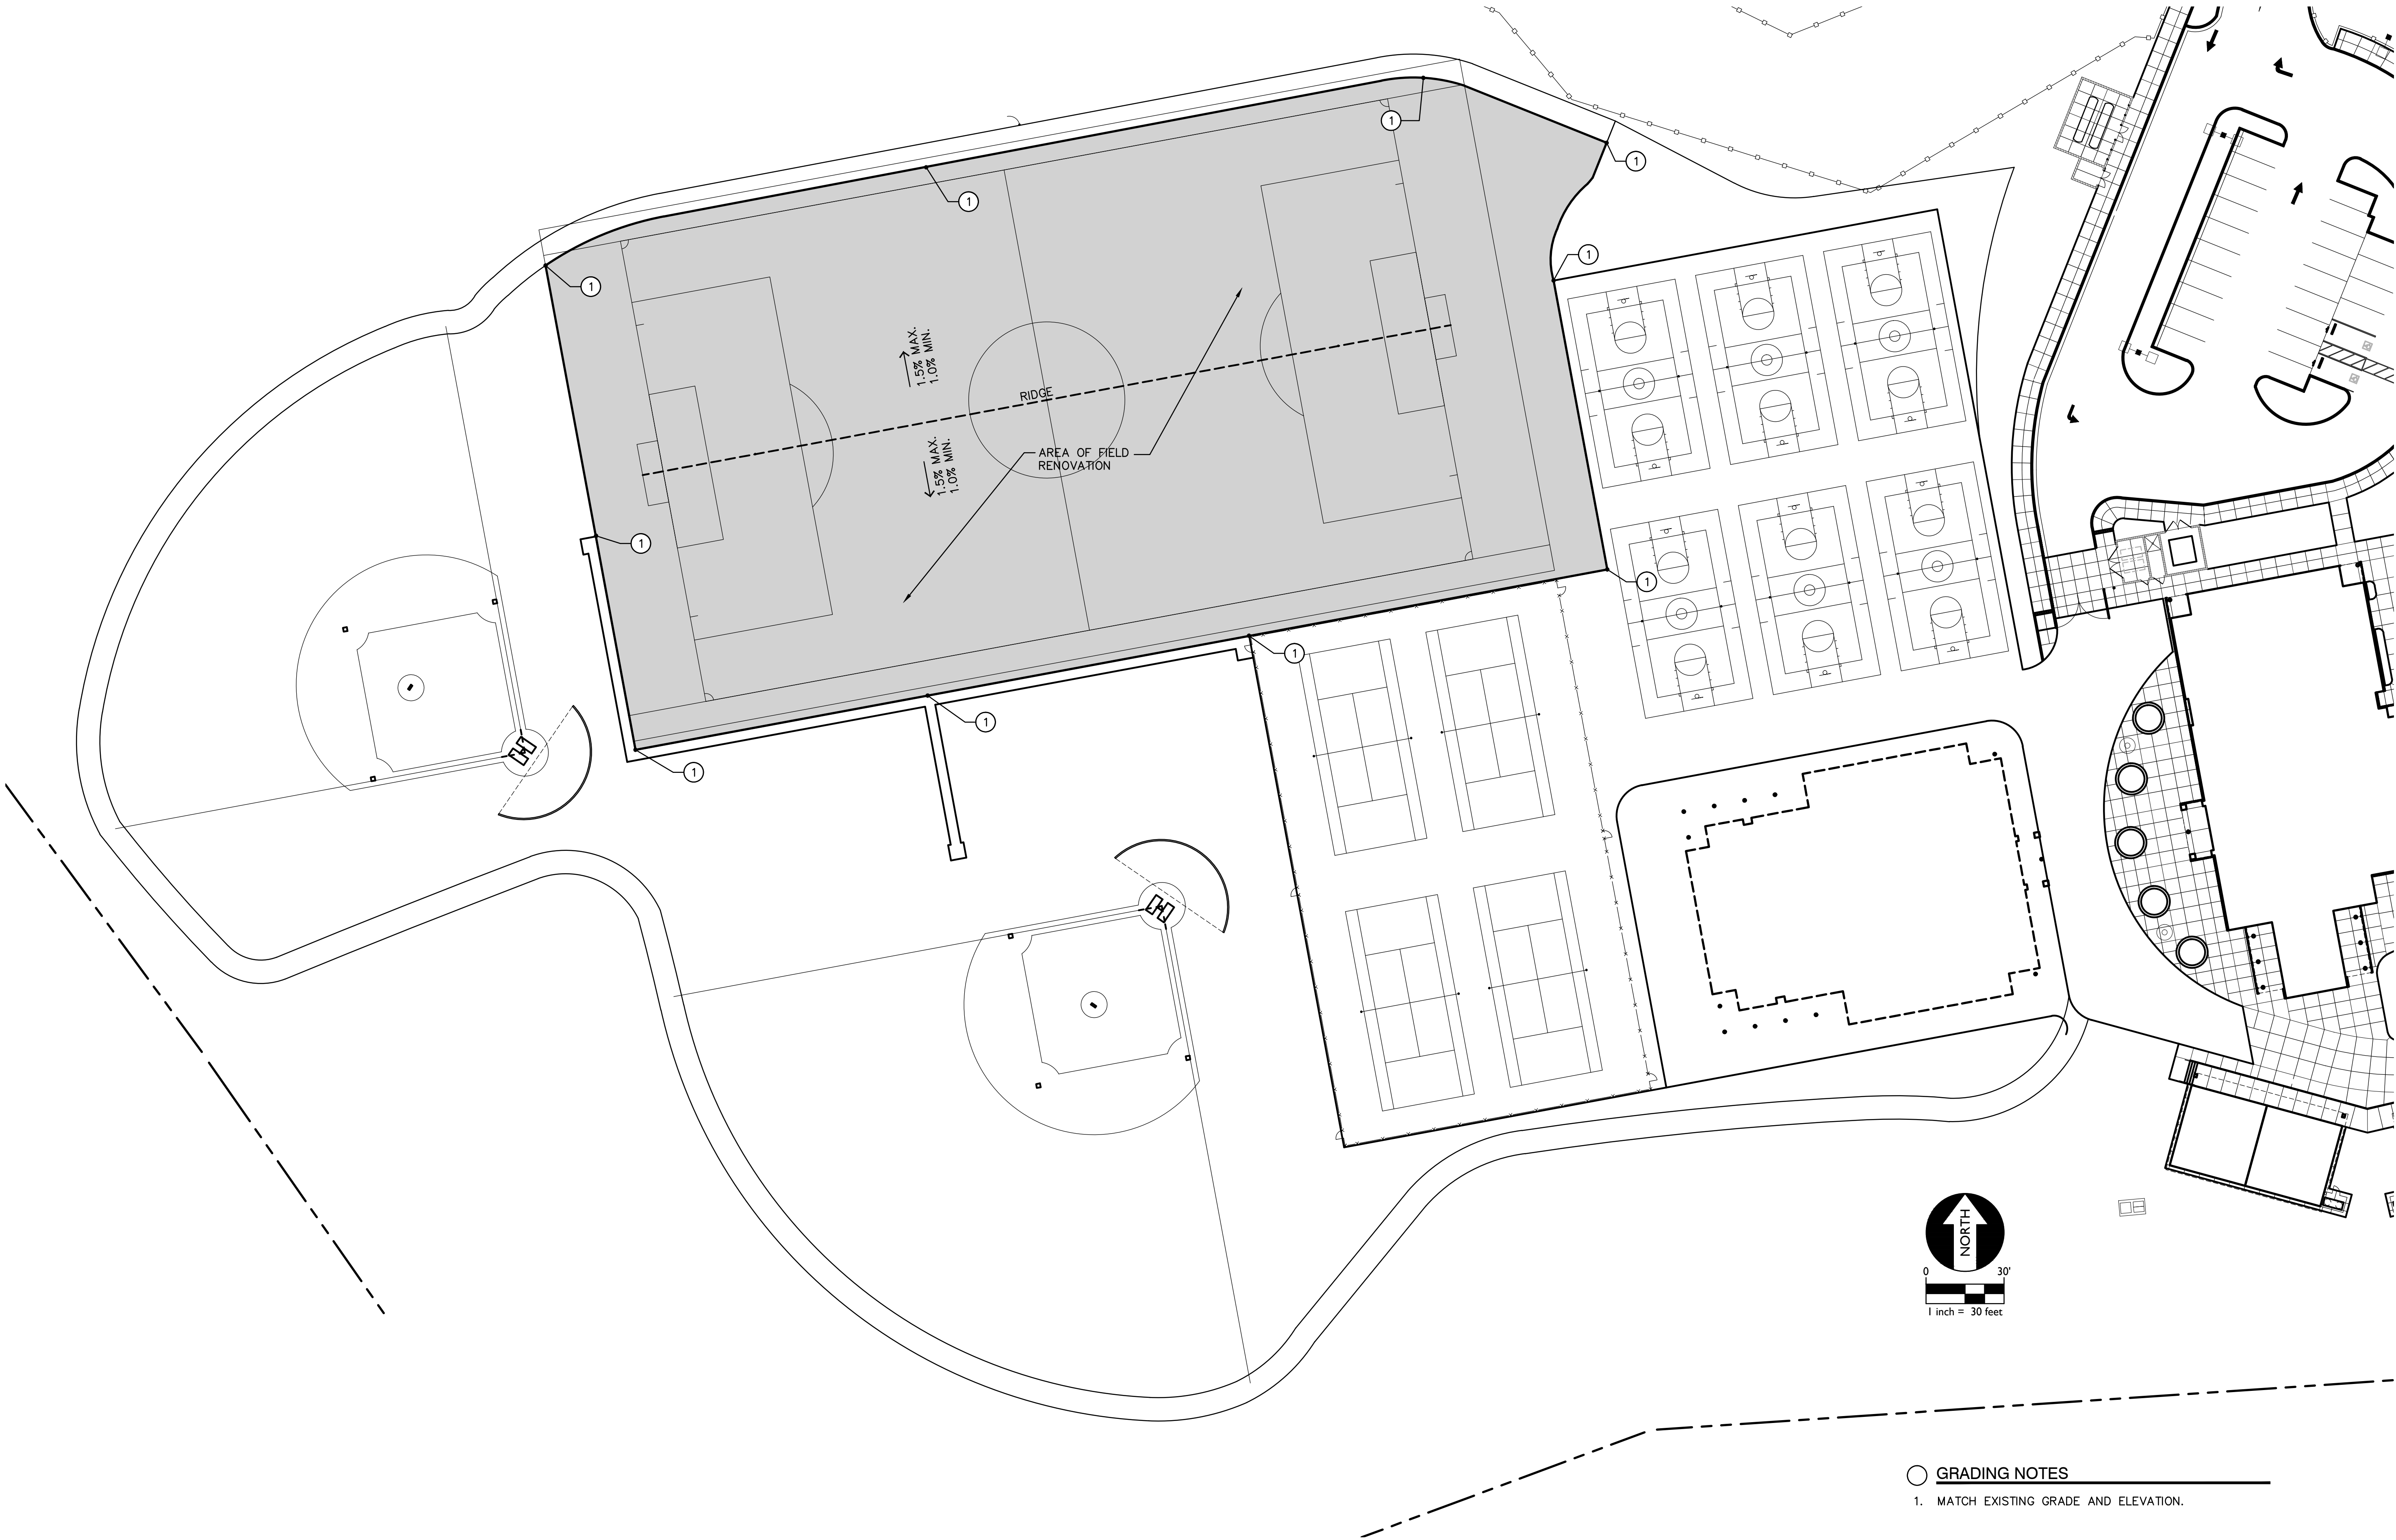 1
1
1
1
1
1.5% MAX.
1.0% MIN.
RIDGE
1.5% MAX.
1.0% MIN.
AREA OF FIELD
RENOVATION
1
1
1
1
1
NORTH
0 30'
1 inch = 30 feet
GRADING NOTES
1. MATCH EXISTING GRADE AND ELEVATION.